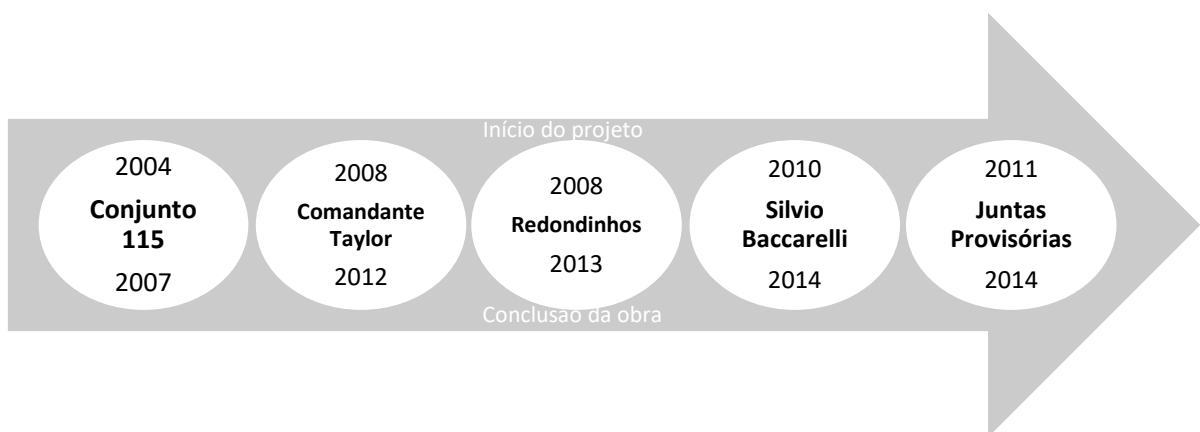 Início do projeto
2004
Conjunto
115
2007
2008
Comandante
Taylor
2012
2008
Redondinhos
2013
2010
Silvio
Baccarelli
2014
2011
Juntas
Provisórias
2014
Conclusão da obra